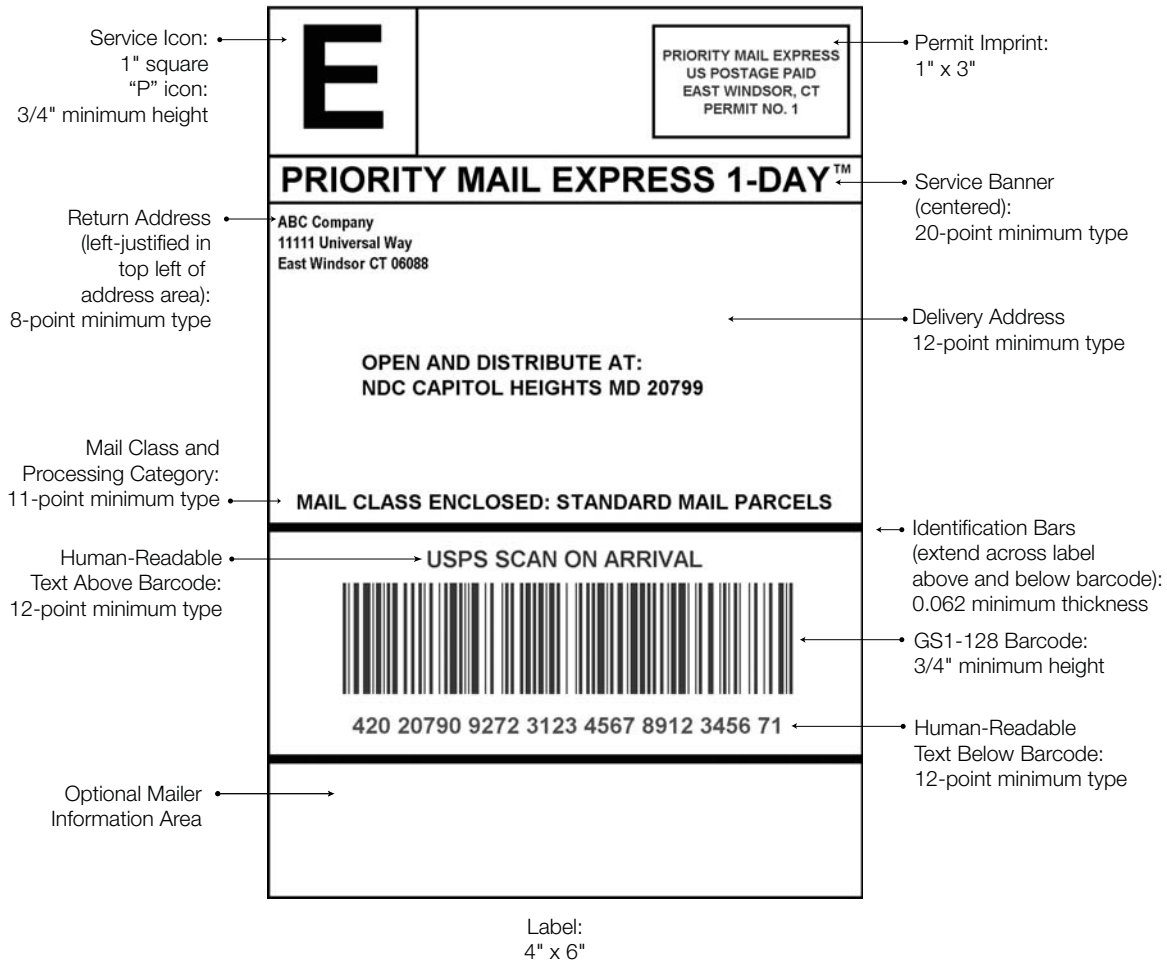 Service Icon:
1" square
“P” icon:
3/4" minimum height
E
PRIORITY MAIL EXPRESS
US POSTAGE PAID
EAST WINDSOR, CT
PERMIT NO. 1
Permit Imprint:
1" x 3"
PRIORITY MAIL EXPRESS 1-DAY™
Service Banner
(centered):
20-point minimum type
Return Address
(left-justified in
top left of
address area):
8-point minimum type
ABC Company
11111 Universal Way
East Windsor CT 06088
Delivery Address
12-point minimum type
OPEN AND DISTRIBUTE AT:
NDC CAPITOL HEIGHTS MD 20799
Mail Class and
Processing Category:
11-point minimum type
MAIL CLASS ENCLOSED: STANDARD MAIL PARCELS
Identification Bars
(extend across label
above and below barcode):
0.062 minimum thickness
Human-Readable
Text Above Barcode:
12-point minimum type
USPS SCAN ON ARRIVAL
GS1-128 Barcode:
3/4" minimum height
420 20790 9272 3123 4567 8912 3456 71
Human-Readable
Text Below Barcode:
12-point minimum type
Optional Mailer
Information Area
Label:
4" x 6"